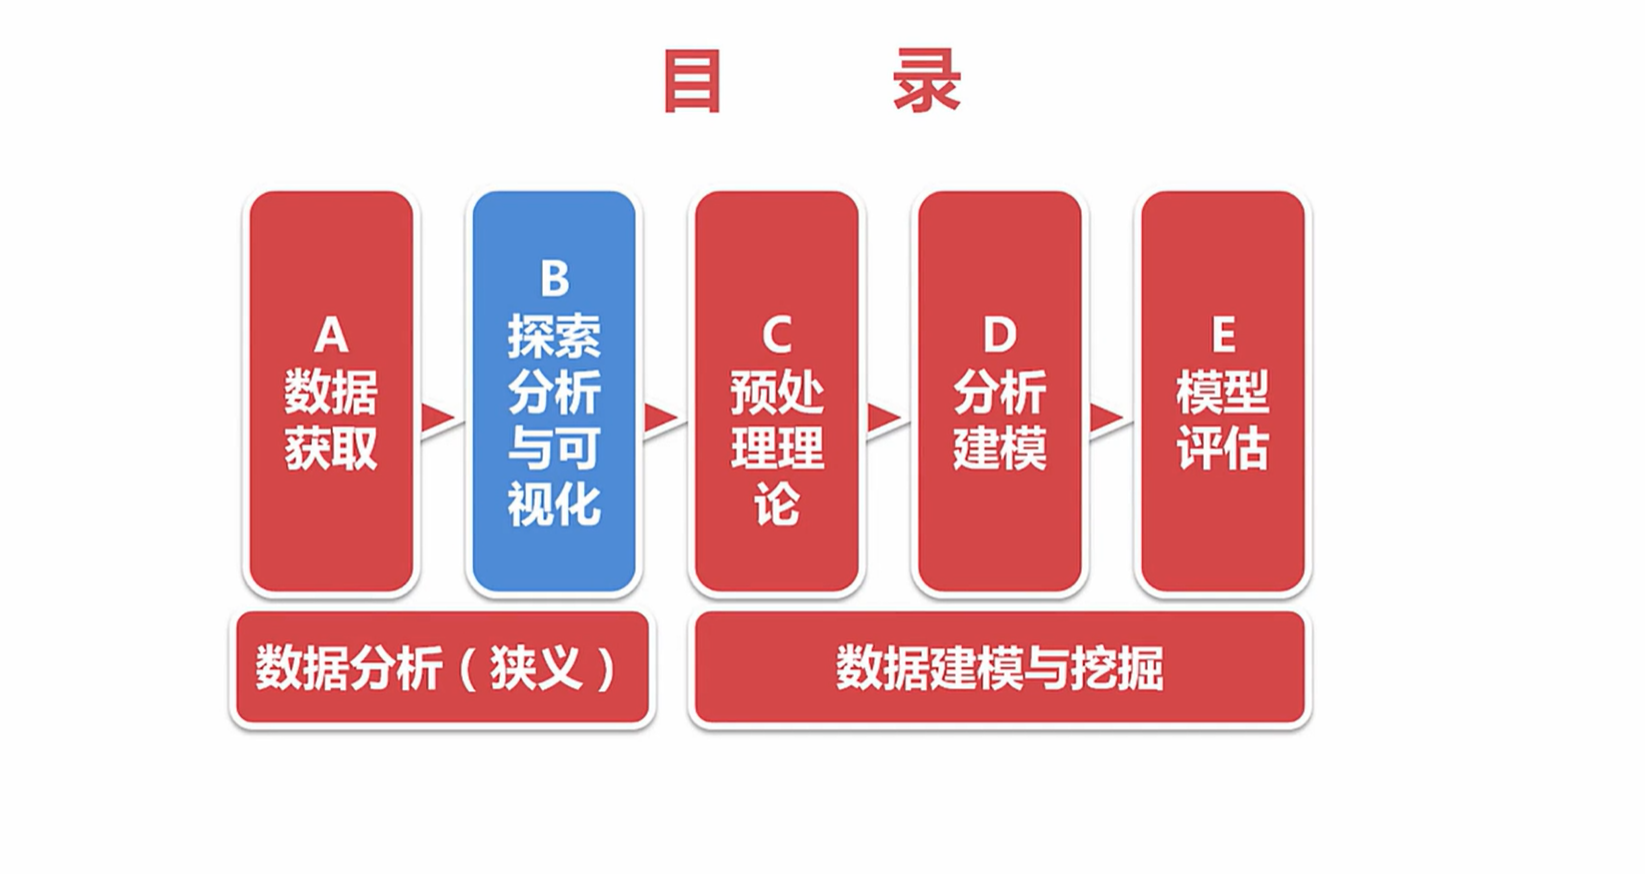 目 录
A
数据
获取
B
探索
分析
与可
视化
C
预处
理理
论
D
分析
建模
E
模型
评估
数据分析（狭义）
数据建模与挖掘